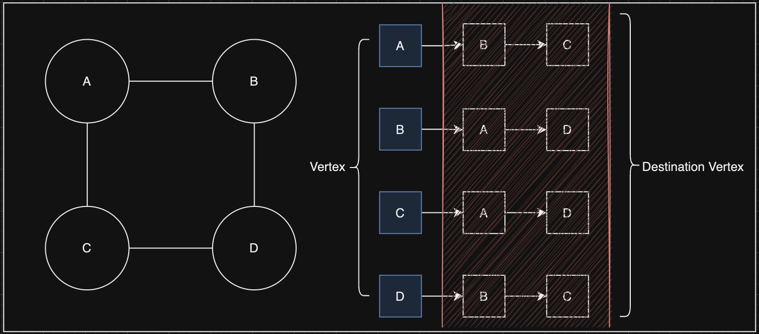 A
B
C
D
Vertex
A B C
B A D
C A D
D B C
Destination Vertex